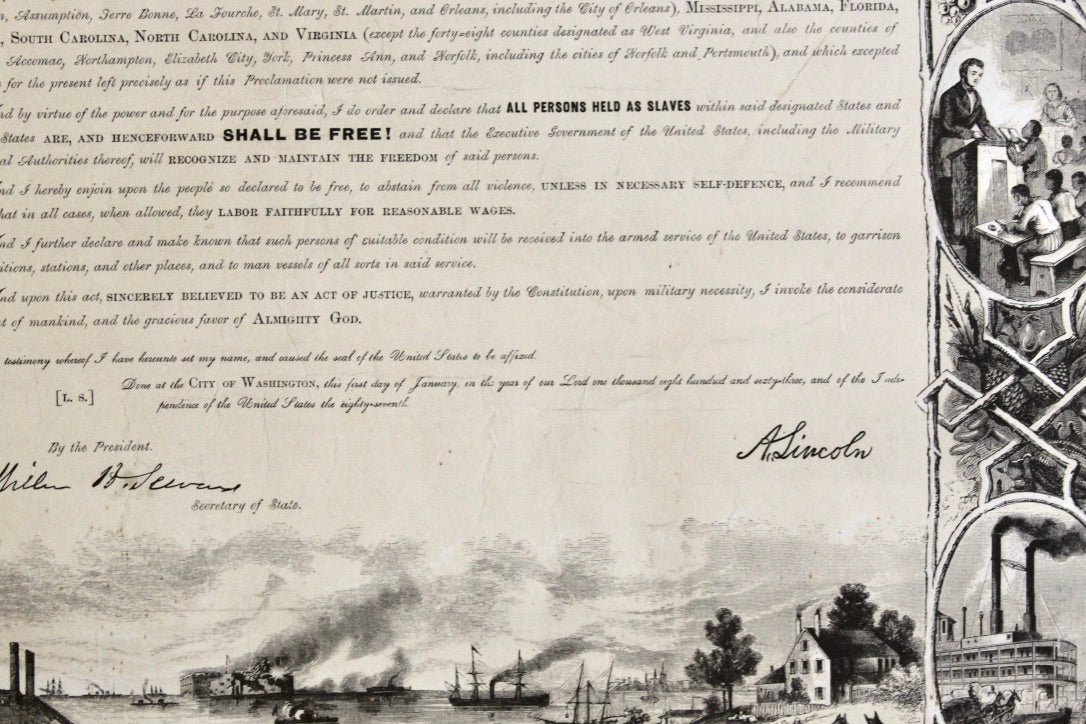 n, Assumption, Terre Bonne, La Fourche, St. Mary, St. Martin, and Orleans, including the City of Orleans), MISSISSIPPI, ALABAMA, FLORIDA,
, SOUTH CAROLINA, NORTH CAROLINA, AND VIRGINIA (except the forty-eight counties designated as West Virginia, and also the counties of
Accomac, Northampton, Elizabeth City, York, Princess Ann, and Norfolk, including the cities of Norfolk and Portsmouth), and which excepted
for the present left precisely as if this Proclamation were not issued.
nd by virtue of the power and for the purpose aforesaid, I do order and declare that ALL PERSONS HELD AS SLAVES within said designated States and
States ARE, AND HENCEFORWARD SHALL BE FREE! and that the Executive Government of the United States, including the Military
al Authorities thereof, will RECOGNIZE AND MAINTAIN THE FREEDOM of said persons.
nd I hereby enjoin upon the people so declared to be free, to abstain from all violence, UNLESS IN NECESSARY SELF-DEFENCE, and I recommend
hat in all cases, when allowed, they LABOR FAITHFULLY FOR REASONABLE WAGES.
nd I further declare and make known that such persons of suitable condition will be received into the armed service of the United States, to garrison
itions, stations, and other places, and to man vessels of all sorts in said service.
nd upon this act, SINCERELY BELIEVED TO BE AN ACT OF JUSTICE, warranted by the Constitution, upon military necessity, I invoke the considerate
t of mankind, and the gracious favor of ALMIGHTY GOD.
testimony whereof I have hereunto set my name, and caused the seal of the United States to be affixed.
Done at the CITY OF WASHINGTON, this first day of January, in the year of our Lord one thousand eight hundred and sixty-three, and of the Inde-
[L. S.] pendence of the United States the eighty-seventh.
By the President.
A. Lincoln
William H. Seward
Secretary of State.